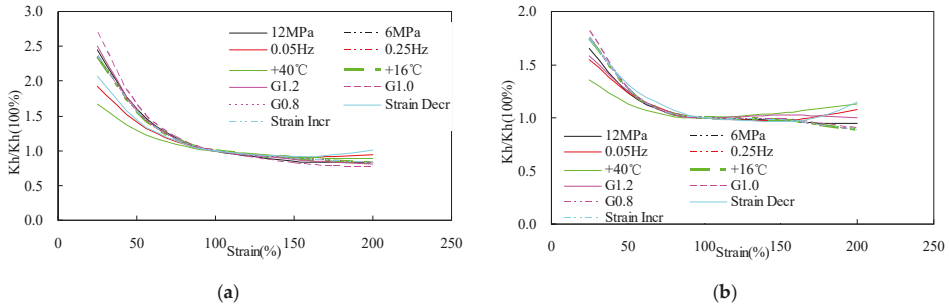 3.0
2.5
2.0
1.5
1.0
0.5
0.0
Kh/Kh(100%)
12MPa 6MPa
0.05Hz 0.25Hz
+40℃ +16℃
G1.2 G1.0
G0.8 Strain Decr
Strain Incr
0 50 100 150 200 250
Strain(%)
(a)
2.0
1.5
1.0
0.5
0.0
Kh/Kh(100%)
12MPa 6MPa
0.05Hz 0.25Hz
+40℃ +16℃
G1.2 G1.0
G0.8 Strain Decr
Strain Incr
0 50 100 150 200 250
Strain(%)
(b)